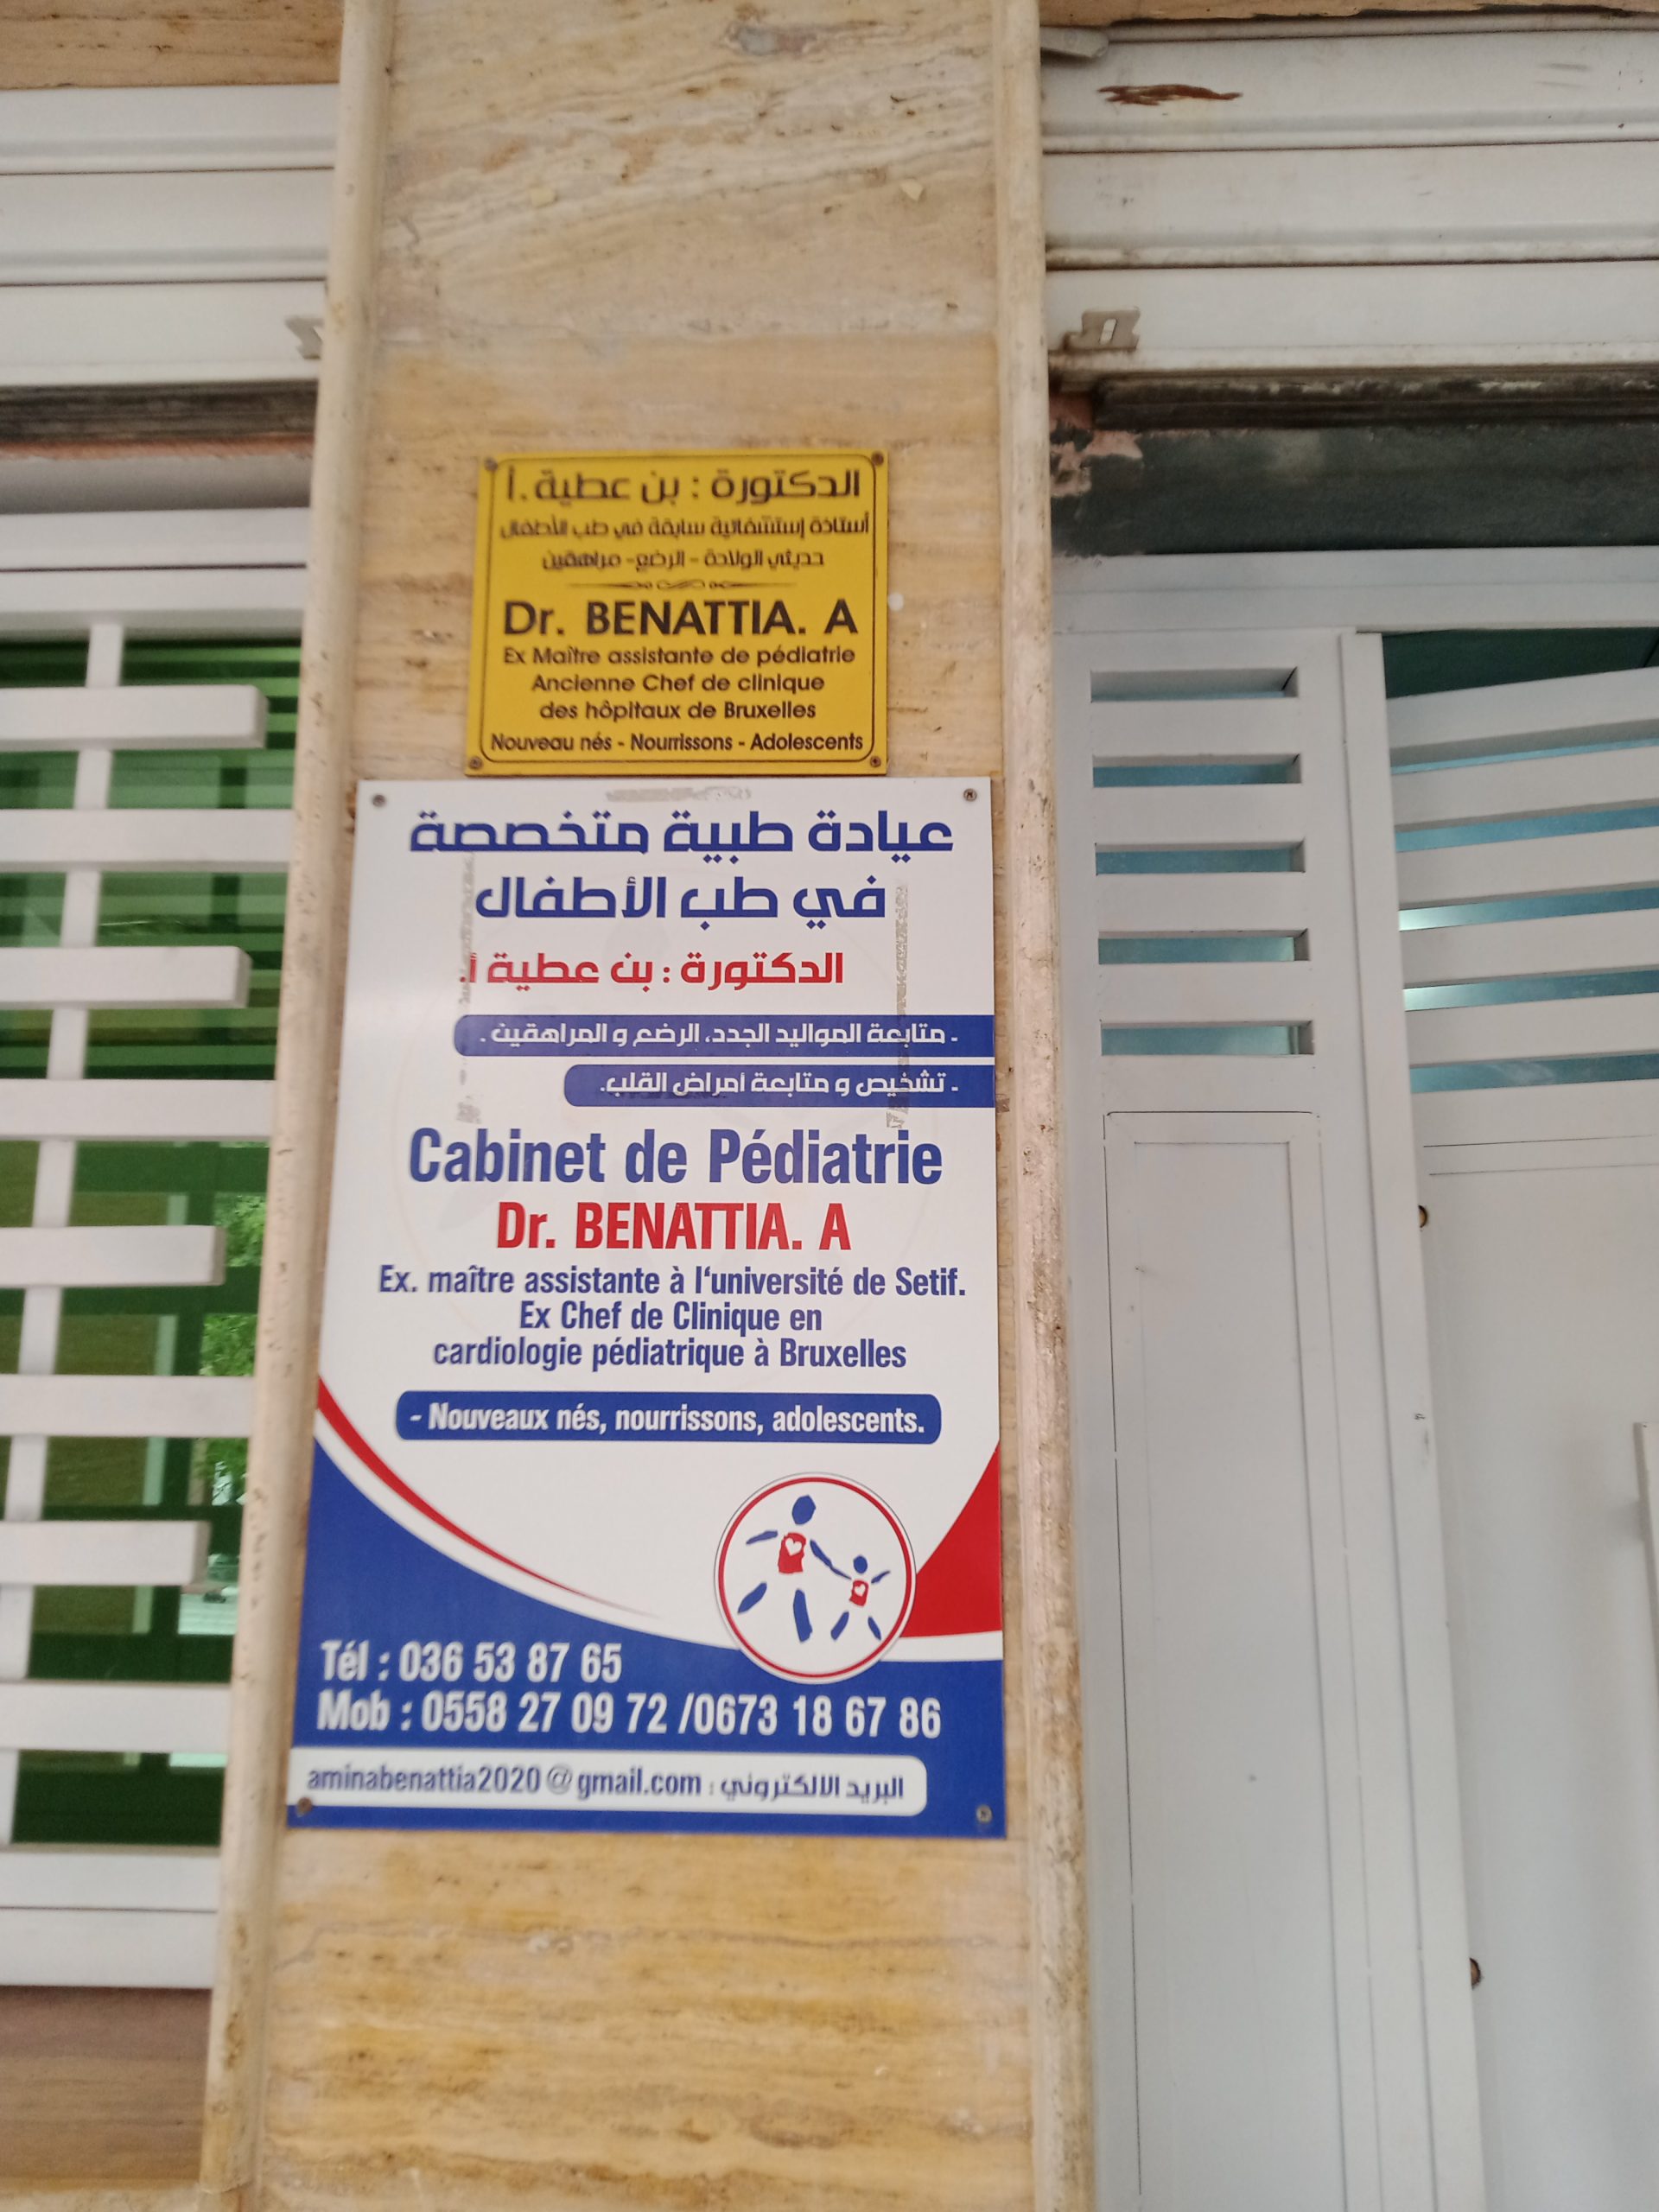 الدكتورة : بن عطية.أ
أستاذة إستشفائية سابقة في طب الأطفال
حديثي الولادة - الرضع- مراهقين
Dr. BENATTIA. A
Ex Maître assistante de pédiatrie
Ancienne Chef de clinique
des hôpitaux de Bruxelles
Nouveau nés - Nourrissons - Adolescents
عيادة طبية متخصصة
في طب الأطفال
الدكتورة : بن عطية أ.
- متابعة المواليد الجدد، الرضع و المراهقين .
- تشخيص و متابعة أمراض القلب.
Cabinet de Pédiatrie
Dr. BENATTIA. A
Ex. maître assistante à l'université de Setif.
Ex Chef de Clinique en
cardiologie pédiatrique à Bruxelles
- Nouveaux nés, nourrissons, adolescents.
Tél : 036 53 87 65
Mob : 0558 27 09 72 /0673 18 67 86
البريد الالكتروني : aminabenattia2020@gmail.com